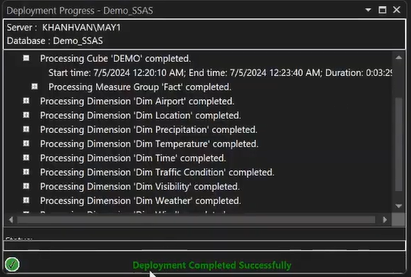 Deployment Progress - Demo_SSAS
Server : KHANHVAN\MAY1
Database : Demo_SSAS
Processing Cube 'DEMO' completed.
Start time: 7/5/2024 12:20:10 AM; End time: 7/5/2024 12:23:40 AM; Duration: 0:03:29
Processing Measure Group 'Fact' completed.
Processing Dimension 'Dim Airport' completed.
Processing Dimension 'Dim Location' completed.
Processing Dimension 'Dim Precipitation' completed.
Processing Dimension 'Dim Temperature' completed.
Processing Dimension 'Dim Time' completed.
Processing Dimension 'Dim Traffic Condition' completed.
Processing Dimension 'Dim Visibility' completed.
Processing Dimension 'Dim Weather' completed.
Processing Dimension 'Dim completed.
Status:
Deployment Completed Successfully